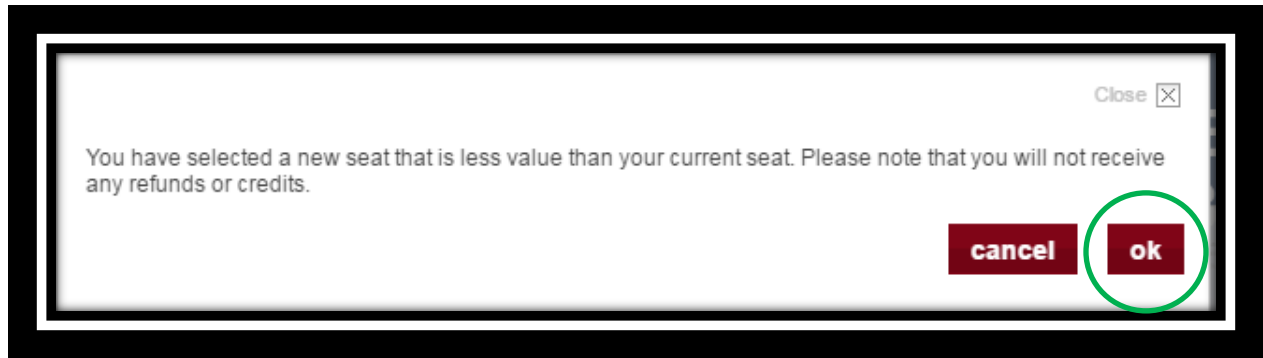 Close
You have selected a new seat that is less value than your current seat. Please note that you will not receive
any refunds or credits.
cancel ok